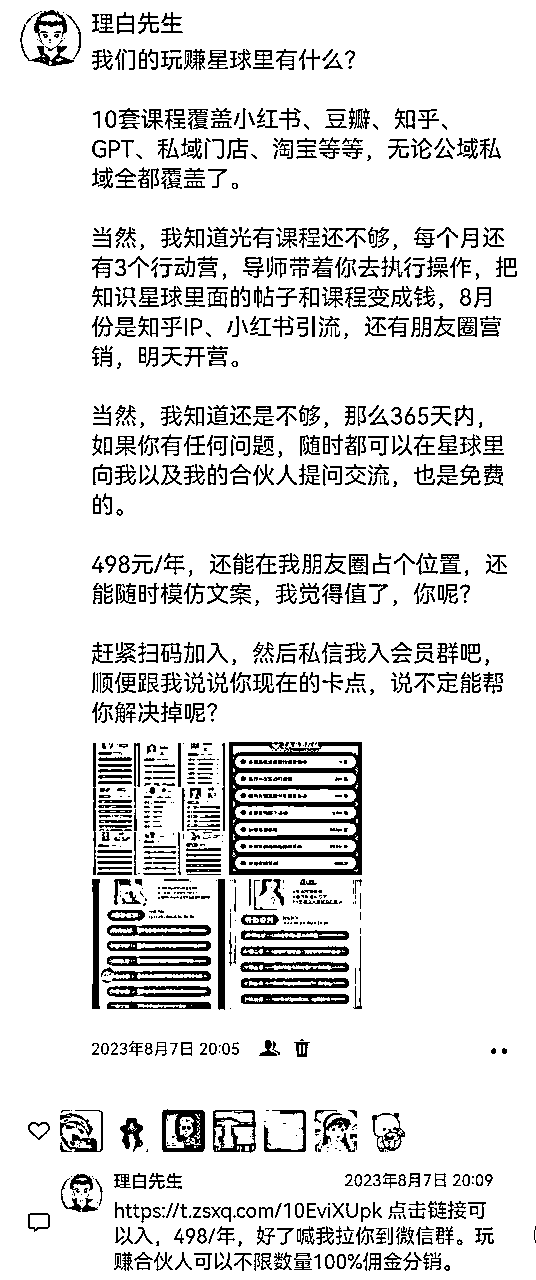 理白先生
我们的玩赚星球里有什么？
10套课程覆盖小红书、豆瓣、知乎、
GPT、私域门店、淘宝等等，无论公域私
域全都覆盖了。
当然，我知道光有课程还不够，每个月还
有3个行动营，导师带着你去执行操作，把
知识星球里面的帖子和课程变成钱，8月
份是知乎IP、小红书引流，还有朋友圈营
销，明天开营。
当然，我知道还是不够，那么365天内，
如果你有任何问题，随时都可以在星球里
向我以及我的合伙人提问交流，也是免费
的。
498元/年，还能在我朋友圈占个位置，还
能随时模仿文案，我觉得值了，你呢？
赶紧扫码加入，然后私信我入会员群吧，
顺便跟我说说你现在的卡点，说不定能帮
你解决掉呢？
2023年8月7日 20:05
理白先生
2023年8月7日 20:09
https://t.zsxq.com/10EviXUpk 点击链接可
以入，498/年，好了喊我拉你到微信群。玩
赚合伙人可以不限数量100%佣金分销。